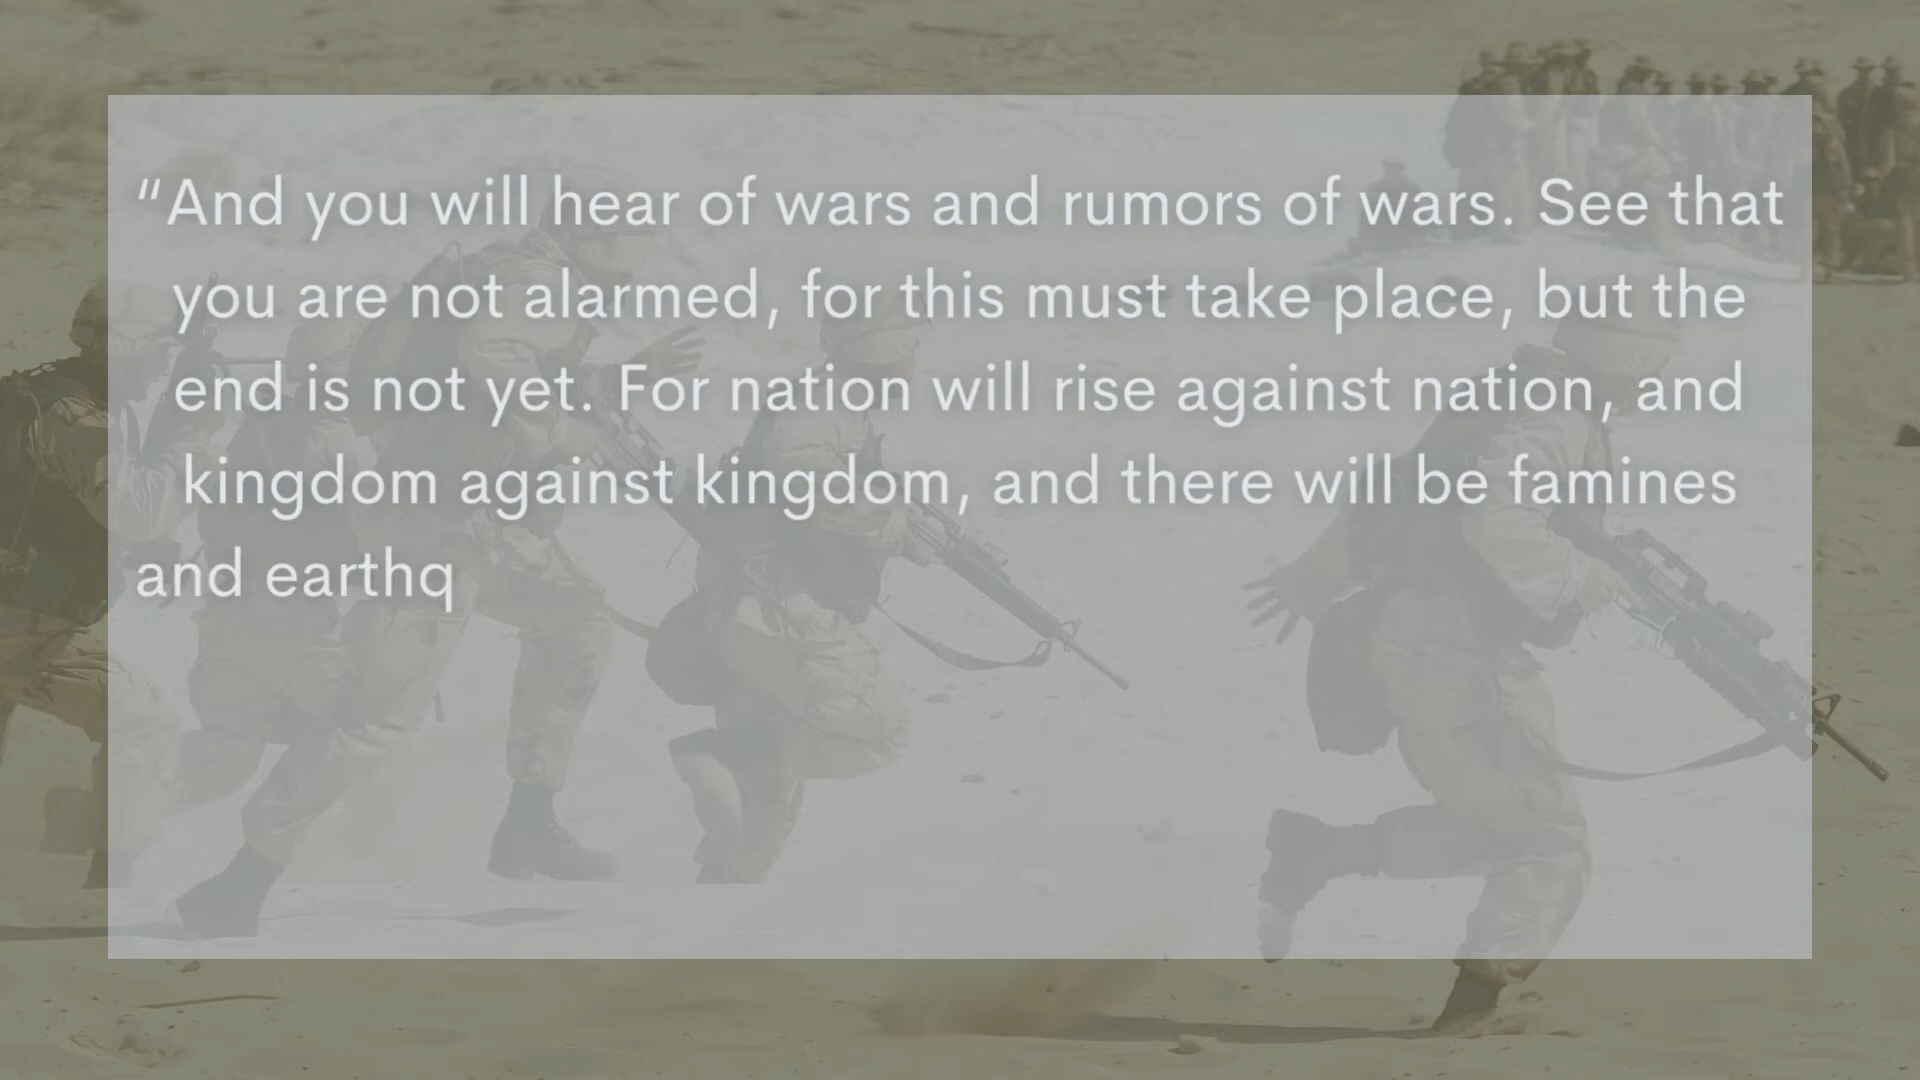 “And you will hear of wars and rumors of wars. See that
you are not alarmed, for this must take place, but the
end is not yet. For nation will rise against nation, and
kingdom against kingdom, and there will be famines
and earthq